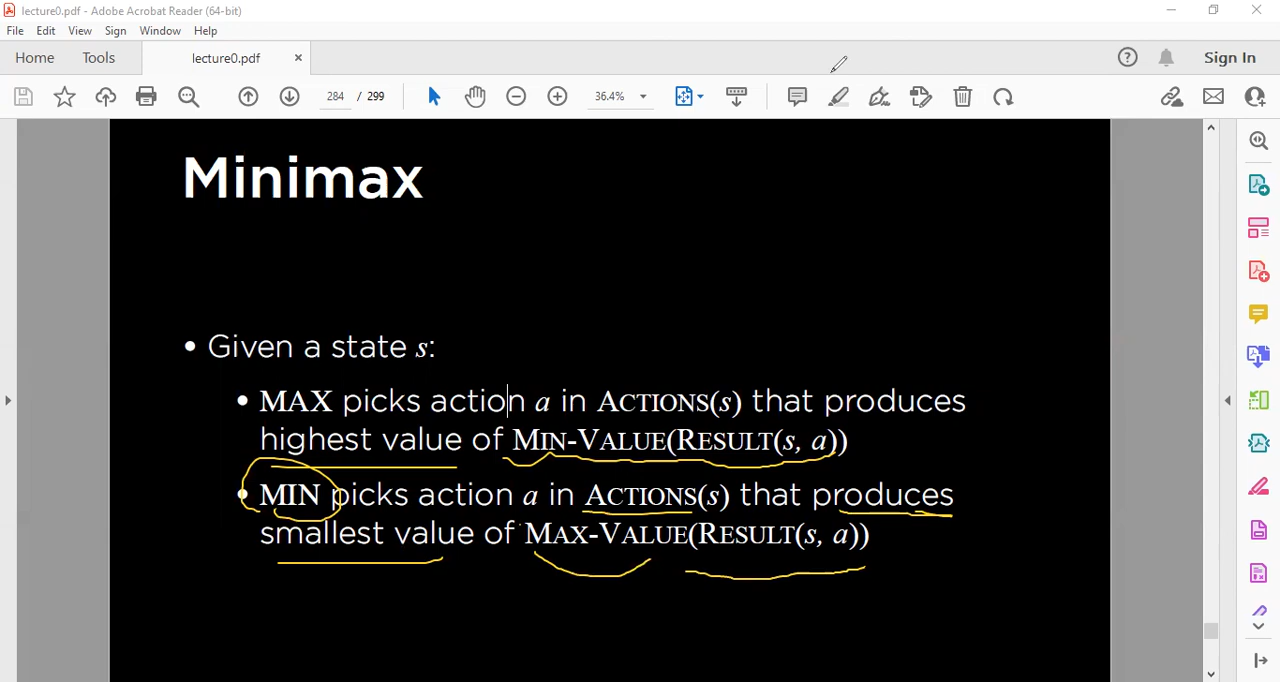 lecture0.pdf - Adobe Acrobat Reader (64-bit)
File Edit View Sign Window Help
Home Tools lecture0.pdf × Sign In
284 / 299 36.4%
Minimax
• Given a state s:
• MAX picks action a in ACTIONS(s) that produces
highest value of MIN-VALUE(RESULT(s, a))
• MIN picks action a in ACTIONS(s) that produces
smallest value of MAX-VALUE(RESULT(s, a))